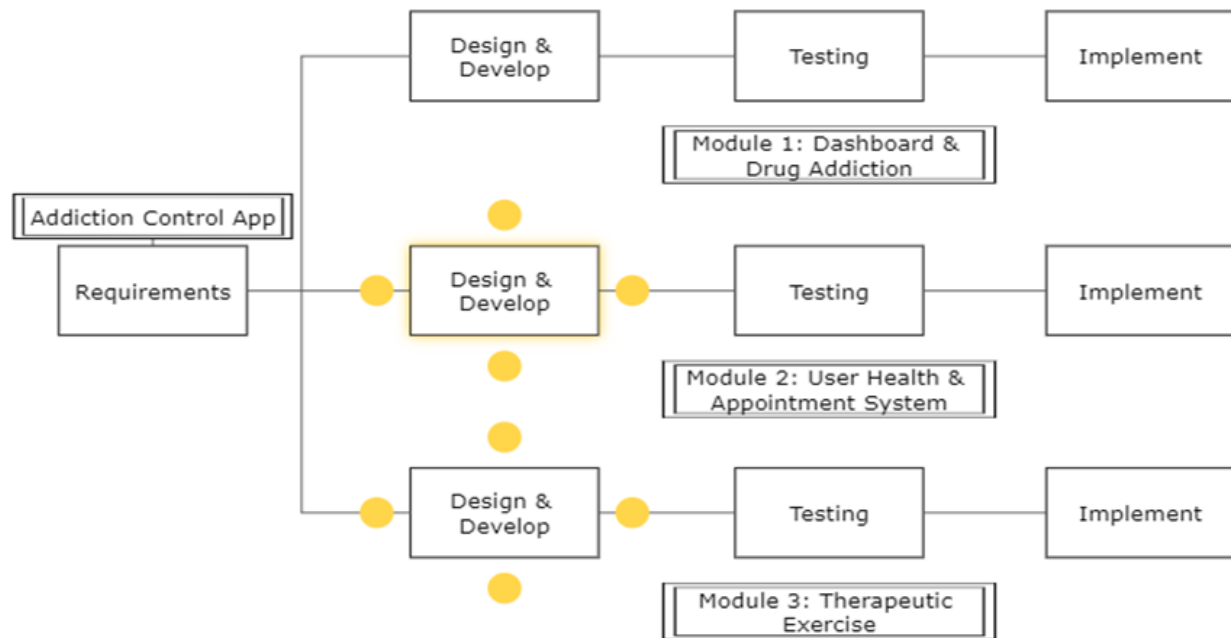 Design &
Develop
Testing
Implement
Module 1: Dashboard &
Drug Addiction
Addiction Control App
Requirements
Design &
Develop
Testing
Implement
Module 2: User Health &
Appointment System
Design &
Develop
Testing
Implement
Module 3: Therapeutic
Exercise